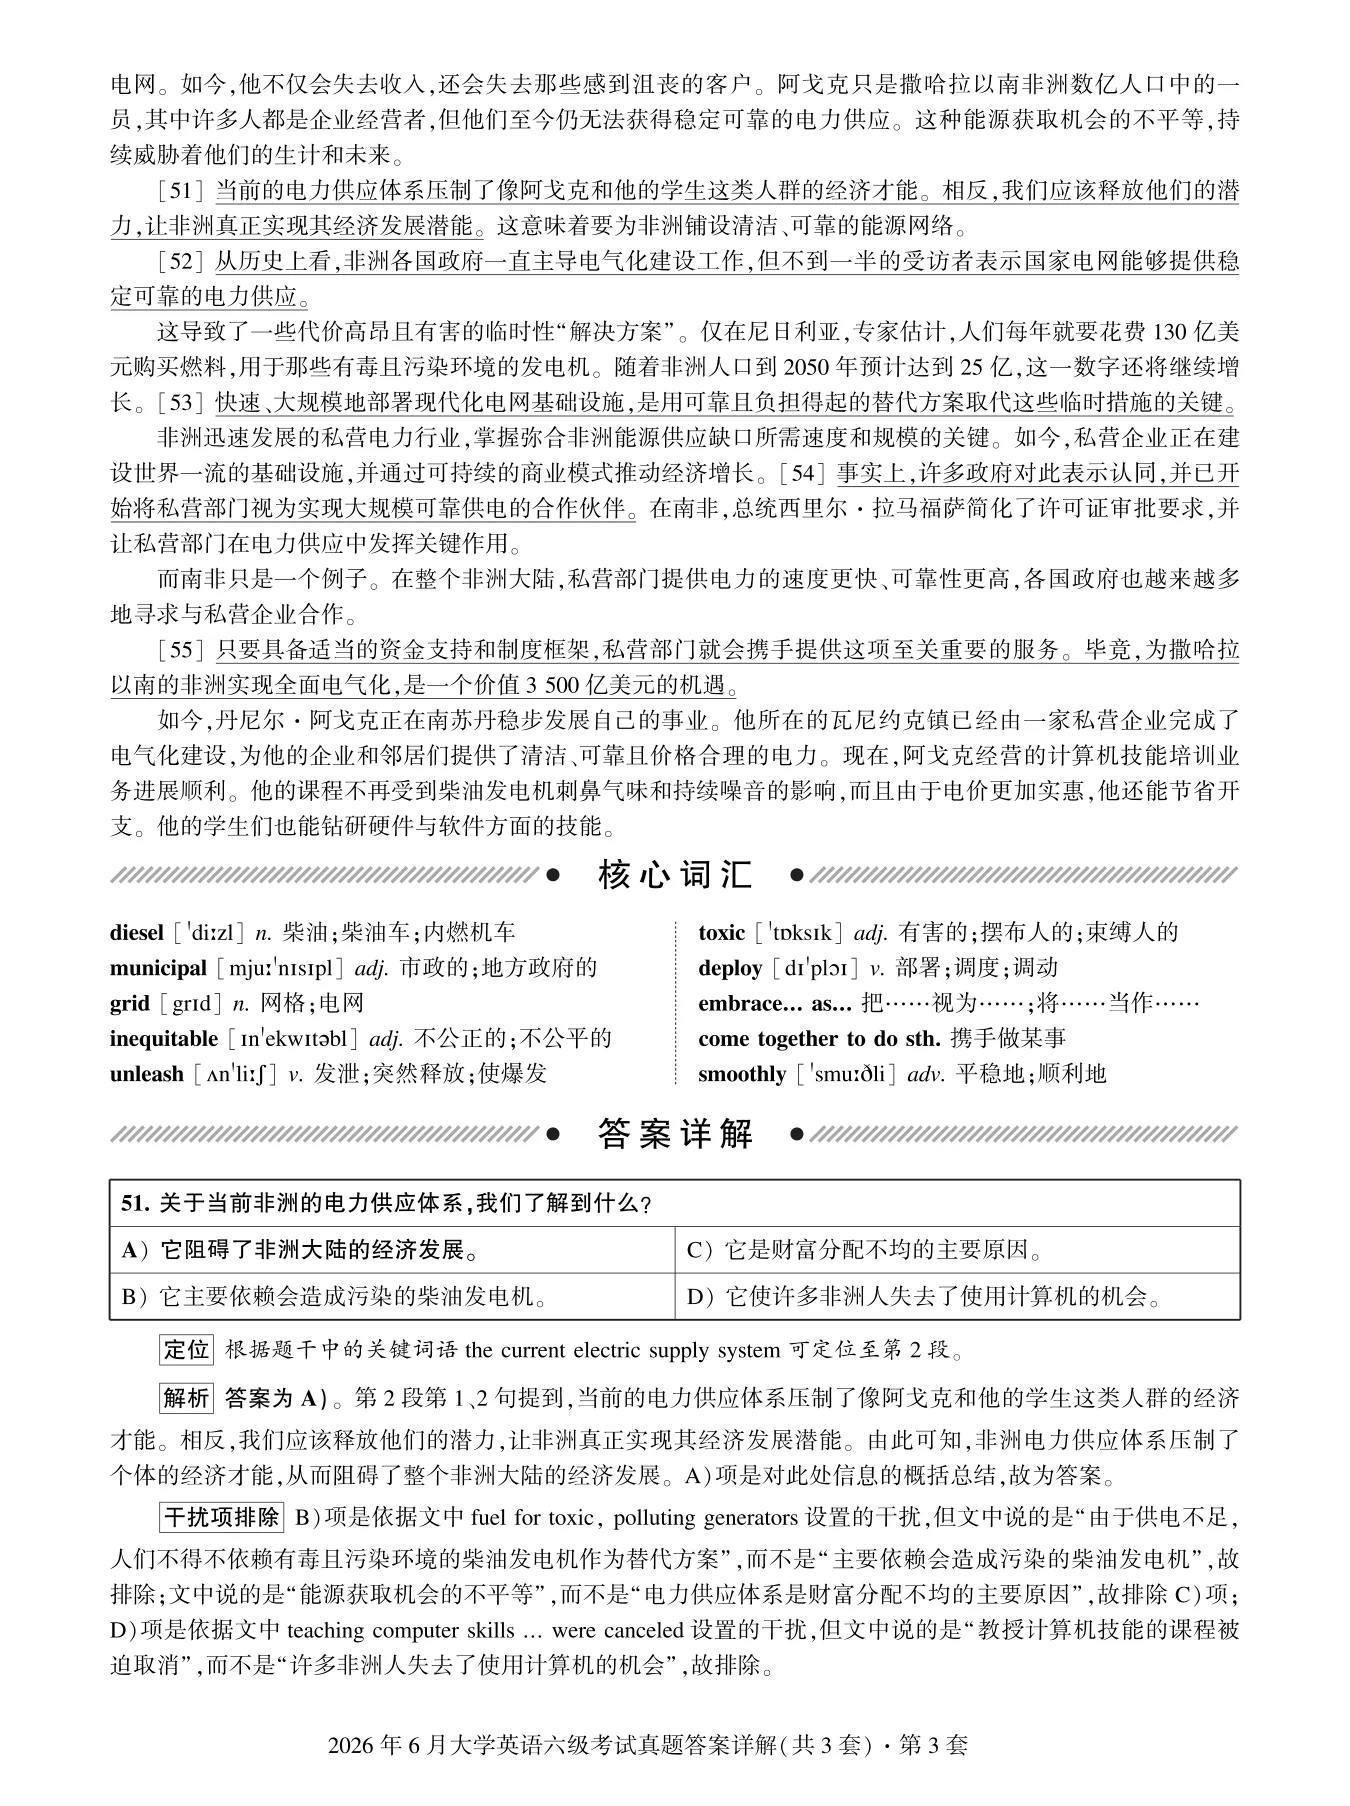 电网。如今,他不仅会失去收入,还会失去那些感到沮丧的客户。阿戈克只是撒哈拉以南非洲数亿人口中的一
员,其中许多人都是企业经营者,但他们至今仍无法获得稳定可靠的电力供应。这种能源获取机会的不平等,持
续威胁着他们的生计和未来。
[51] 当前的电力供应体系压制了像阿戈克和他的学生这类人群的经济才能。相反,我们应该释放他们的潜
力,让非洲真正实现其经济发展潜能。这意味着要为非洲铺设清洁、可靠的能源网络。
[52] 从历史上看,非洲各国政府一直主导电气化建设工作,但不到一半的受访者表示国家电网能够提供稳
定可靠的电力供应。
这导致了一些代价高昂且有害的临时性“解决方案”。仅在尼日利亚,专家估计,人们每年就要花费 130 亿美
元购买燃料,用于那些有毒且污染环境的发电机。随着非洲人口到 2050 年预计达到 25 亿,这一数字还将继续增
长。[53] 快速、大规模地部署现代化电网基础设施,是用可靠且负担得起的替代方案取代这些临时措施的关键。
非洲迅速发展的私营电力行业,掌握弥合非洲能源供应缺口所需速度和规模的关键。如今,私营企业正在建
设世界一流的基础设施,并通过可持续的商业模式推动经济增长。[54] 事实上,许多政府对此表示认同,并已开
始将私营部门视为实现大规模可靠供电的合作伙伴。在南非,总统西里尔·拉马福萨简化了许可证审批要求,并
让私营部门在电力供应中发挥关键作用。
而南非只是一个例子。在整个非洲大陆,私营部门提供电力的速度更快、可靠性更高,各国政府也越来越多
地寻求与私营企业合作。
[55] 只要具备适当的资金支持和制度框架,私营部门就会携手提供这项至关重要的服务。毕竟,为撒哈拉
以南的非洲实现全面电气化,是一个价值 3 500 亿美元的机遇。
如今,丹尼尔·阿戈克正在南苏丹稳步发展自己的事业。他所在的瓦尼约克镇已经由一家私营企业完成了
电气化建设,为他的企业和邻居们提供了清洁、可靠且价格合理的电力。现在,阿戈克经营的计算机技能培训业
务进展顺利。他的课程不再受到柴油发电机刺鼻气味和持续噪音的影响,而且由于电价更加实惠,他还能节省开
支。他的学生们也能钻研硬件与软件方面的技能。
● 核心词汇 ●
diesel [ˈdiːzl] n. 柴油;柴油车;内燃机车
municipal [mjuːˈnɪsɪpl] adj. 市政的;地方政府的
grid [ɡrɪd] n. 网格;电网
inequitable [ɪnˈekwɪtəbl] adj. 不公正的;不公平的
unleash [ʌnˈliːʃ] v. 发泄;突然释放;使爆发
toxic [ˈtɒksɪk] adj. 有害的;摆布人的;束缚人的
deploy [dɪˈplɔɪ] v. 部署;调度;调动
embrace... as... 把……视为……;将……当作……
come together to do sth. 携手做某事
smoothly [ˈsmuːðli] adv. 平稳地;顺利地
● 答案详解 ●
51. 关于当前非洲的电力供应体系,我们了解到什么?
A) 它阻碍了非洲大陆的经济发展。
C) 它是财富分配不均的主要原因。
B) 它主要依赖会造成污染的柴油发电机。
D) 它使许多非洲人失去了使用计算机的机会。
定位 根据题干中的关键词语 the current electric supply system 可定位至第 2 段。
解析 答案为 A)。第 2 段第 1、2 句提到,当前的电力供应体系压制了像阿戈克和他的学生这类人群的经济
才能。相反,我们应该释放他们的潜力,让非洲真正实现其经济发展潜能。由此可知,非洲电力供应体系压制了
个体的经济才能,从而阻碍了整个非洲大陆的经济发展。A)项是对此处信息的概括总结,故为答案。
干扰项排除 B)项是依据文中 fuel for toxic, polluting generators 设置的干扰,但文中说的是“由于供电不足,
人们不得不依赖有毒且污染环境的柴油发电机作为替代方案”,而不是“主要依赖会造成污染的柴油发电机”,故
排除;文中说的是“能源获取机会的不平等”,而不是“电力供应体系是财富分配不均的主要原因”,故排除 C)项;
D)项是依据文中 teaching computer skills ... were canceled 设置的干扰,但文中说的是“教授计算机技能的课程被
迫取消”,而不是“许多非洲人失去了使用计算机的机会”,故排除。
2026 年 6 月大学英语六级考试真题答案详解(共 3 套)·第 3 套